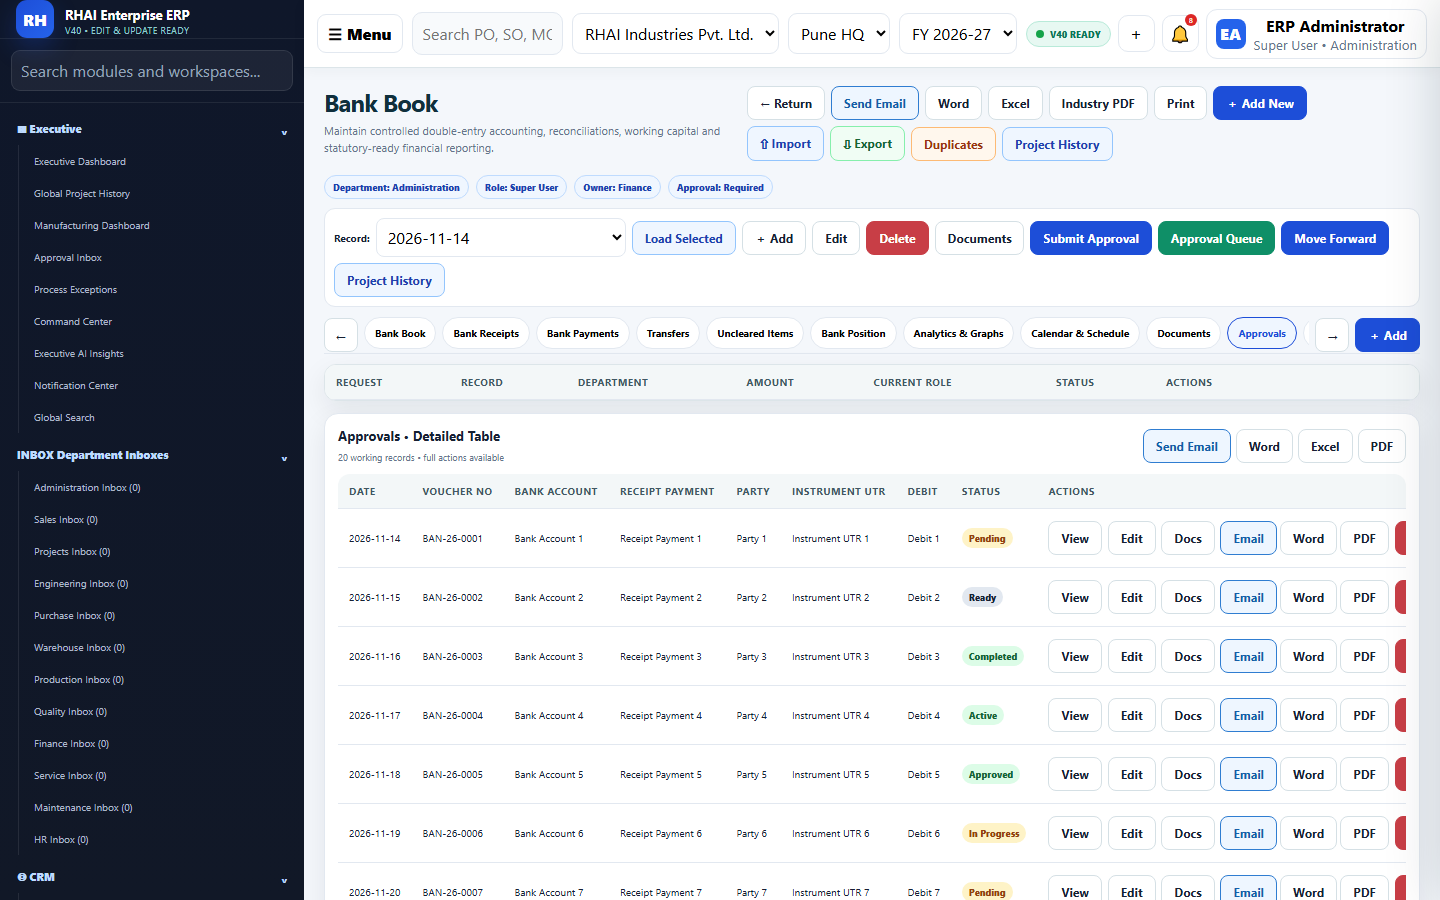 RH
RHAI Enterprise ERP
V40 • EDIT & UPDATE READY
Search modules and workspaces...
Executive
Executive Dashboard
Global Project History
Manufacturing Dashboard
Approval Inbox
Process Exceptions
Command Center
Executive AI Insights
Notification Center
Global Search
INBOX Department Inboxes
Administration Inbox (0)
Sales Inbox (0)
Projects Inbox (0)
Engineering Inbox (0)
Purchase Inbox (0)
Warehouse Inbox (0)
Production Inbox (0)
Quality Inbox (0)
Finance Inbox (0)
Service Inbox (0)
Maintenance Inbox (0)
HR Inbox (0)
CRM
☰ Menu
Search PO, SO, MO
RHAI Industries Pvt. Ltd.
Pune HQ
FY 2026-27
V40 READY
+
8
EA
ERP Administrator
Super User • Administration
Bank Book
Maintain controlled double-entry accounting, reconciliations, working capital and
statutory-ready financial reporting.
← Return Send Email Word Excel Industry PDF Print + Add New
⇧ Import ⇩ Export Duplicates Project History
Department: Administration Role: Super User Owner: Finance Approval: Required
Record: 2026-11-14 Load Selected + Add Edit Delete Documents Submit Approval Approval Queue Move Forward
Project History
← Bank Book Bank Receipts Bank Payments Transfers Uncleared Items Bank Position Analytics & Graphs Calendar & Schedule Documents Approvals → + Add
REQUEST RECORD DEPARTMENT AMOUNT CURRENT ROLE STATUS ACTIONS
Approvals • Detailed Table
20 working records • full actions available
Send Email Word Excel PDF
DATE VOUCHER NO BANK ACCOUNT RECEIPT PAYMENT PARTY INSTRUMENT UTR DEBIT STATUS ACTIONS
2026-11-14 BAN-26-0001 Bank Account 1 Receipt Payment 1 Party 1 Instrument UTR 1 Debit 1 Pending View Edit Docs Email Word PDF
2026-11-15 BAN-26-0002 Bank Account 2 Receipt Payment 2 Party 2 Instrument UTR 2 Debit 2 Ready View Edit Docs Email Word PDF
2026-11-16 BAN-26-0003 Bank Account 3 Receipt Payment 3 Party 3 Instrument UTR 3 Debit 3 Completed View Edit Docs Email Word PDF
2026-11-17 BAN-26-0004 Bank Account 4 Receipt Payment 4 Party 4 Instrument UTR 4 Debit 4 Active View Edit Docs Email Word PDF
2026-11-18 BAN-26-0005 Bank Account 5 Receipt Payment 5 Party 5 Instrument UTR 5 Debit 5 Approved View Edit Docs Email Word PDF
2026-11-19 BAN-26-0006 Bank Account 6 Receipt Payment 6 Party 6 Instrument UTR 6 Debit 6 In Progress View Edit Docs Email Word PDF
2026-11-20 BAN-26-0007 Bank Account 7 Receipt Payment 7 Party 7 Instrument UTR 7 Debit 7 Pending View Edit Docs Email Word PDF